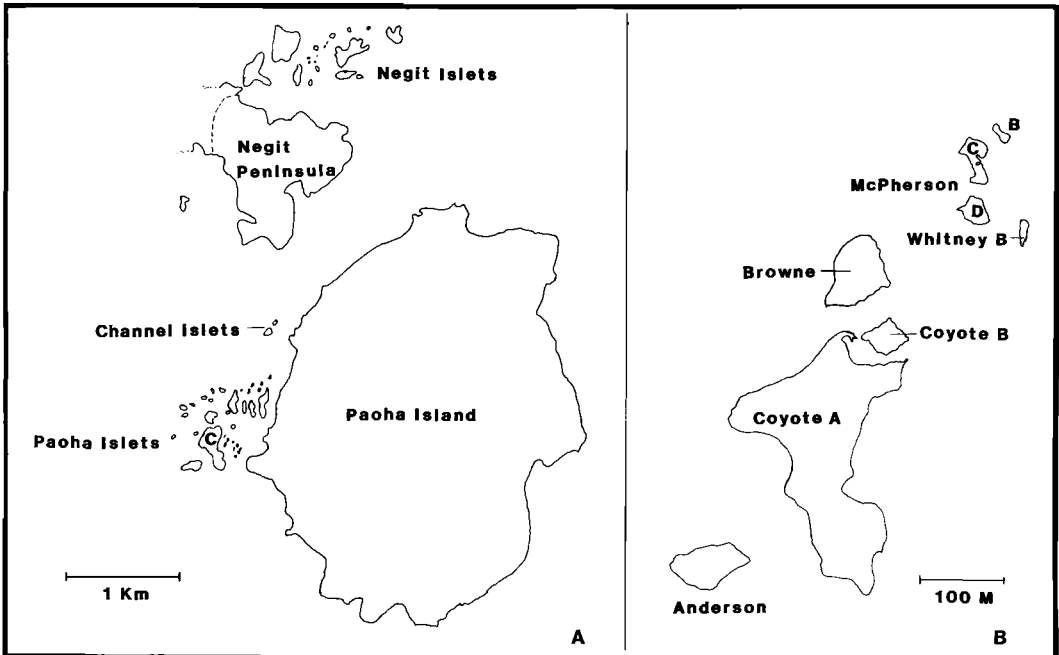 Negit Islets
Negit
Peninsula
Channel Islets
Paoha Island
Paoha Islets
C
1 Km
A
B
C
McPherson
D
Whitney B
Browne
Coyote B
Coyote A
Anderson
100 M
B